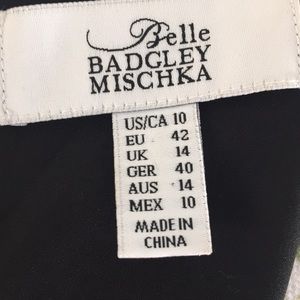 Belle
BADGLEY
MISCHKA
US/CA 10
EU 42
UK 14
GER 40
AUS 14
MEX 10
MADE IN
CHINA